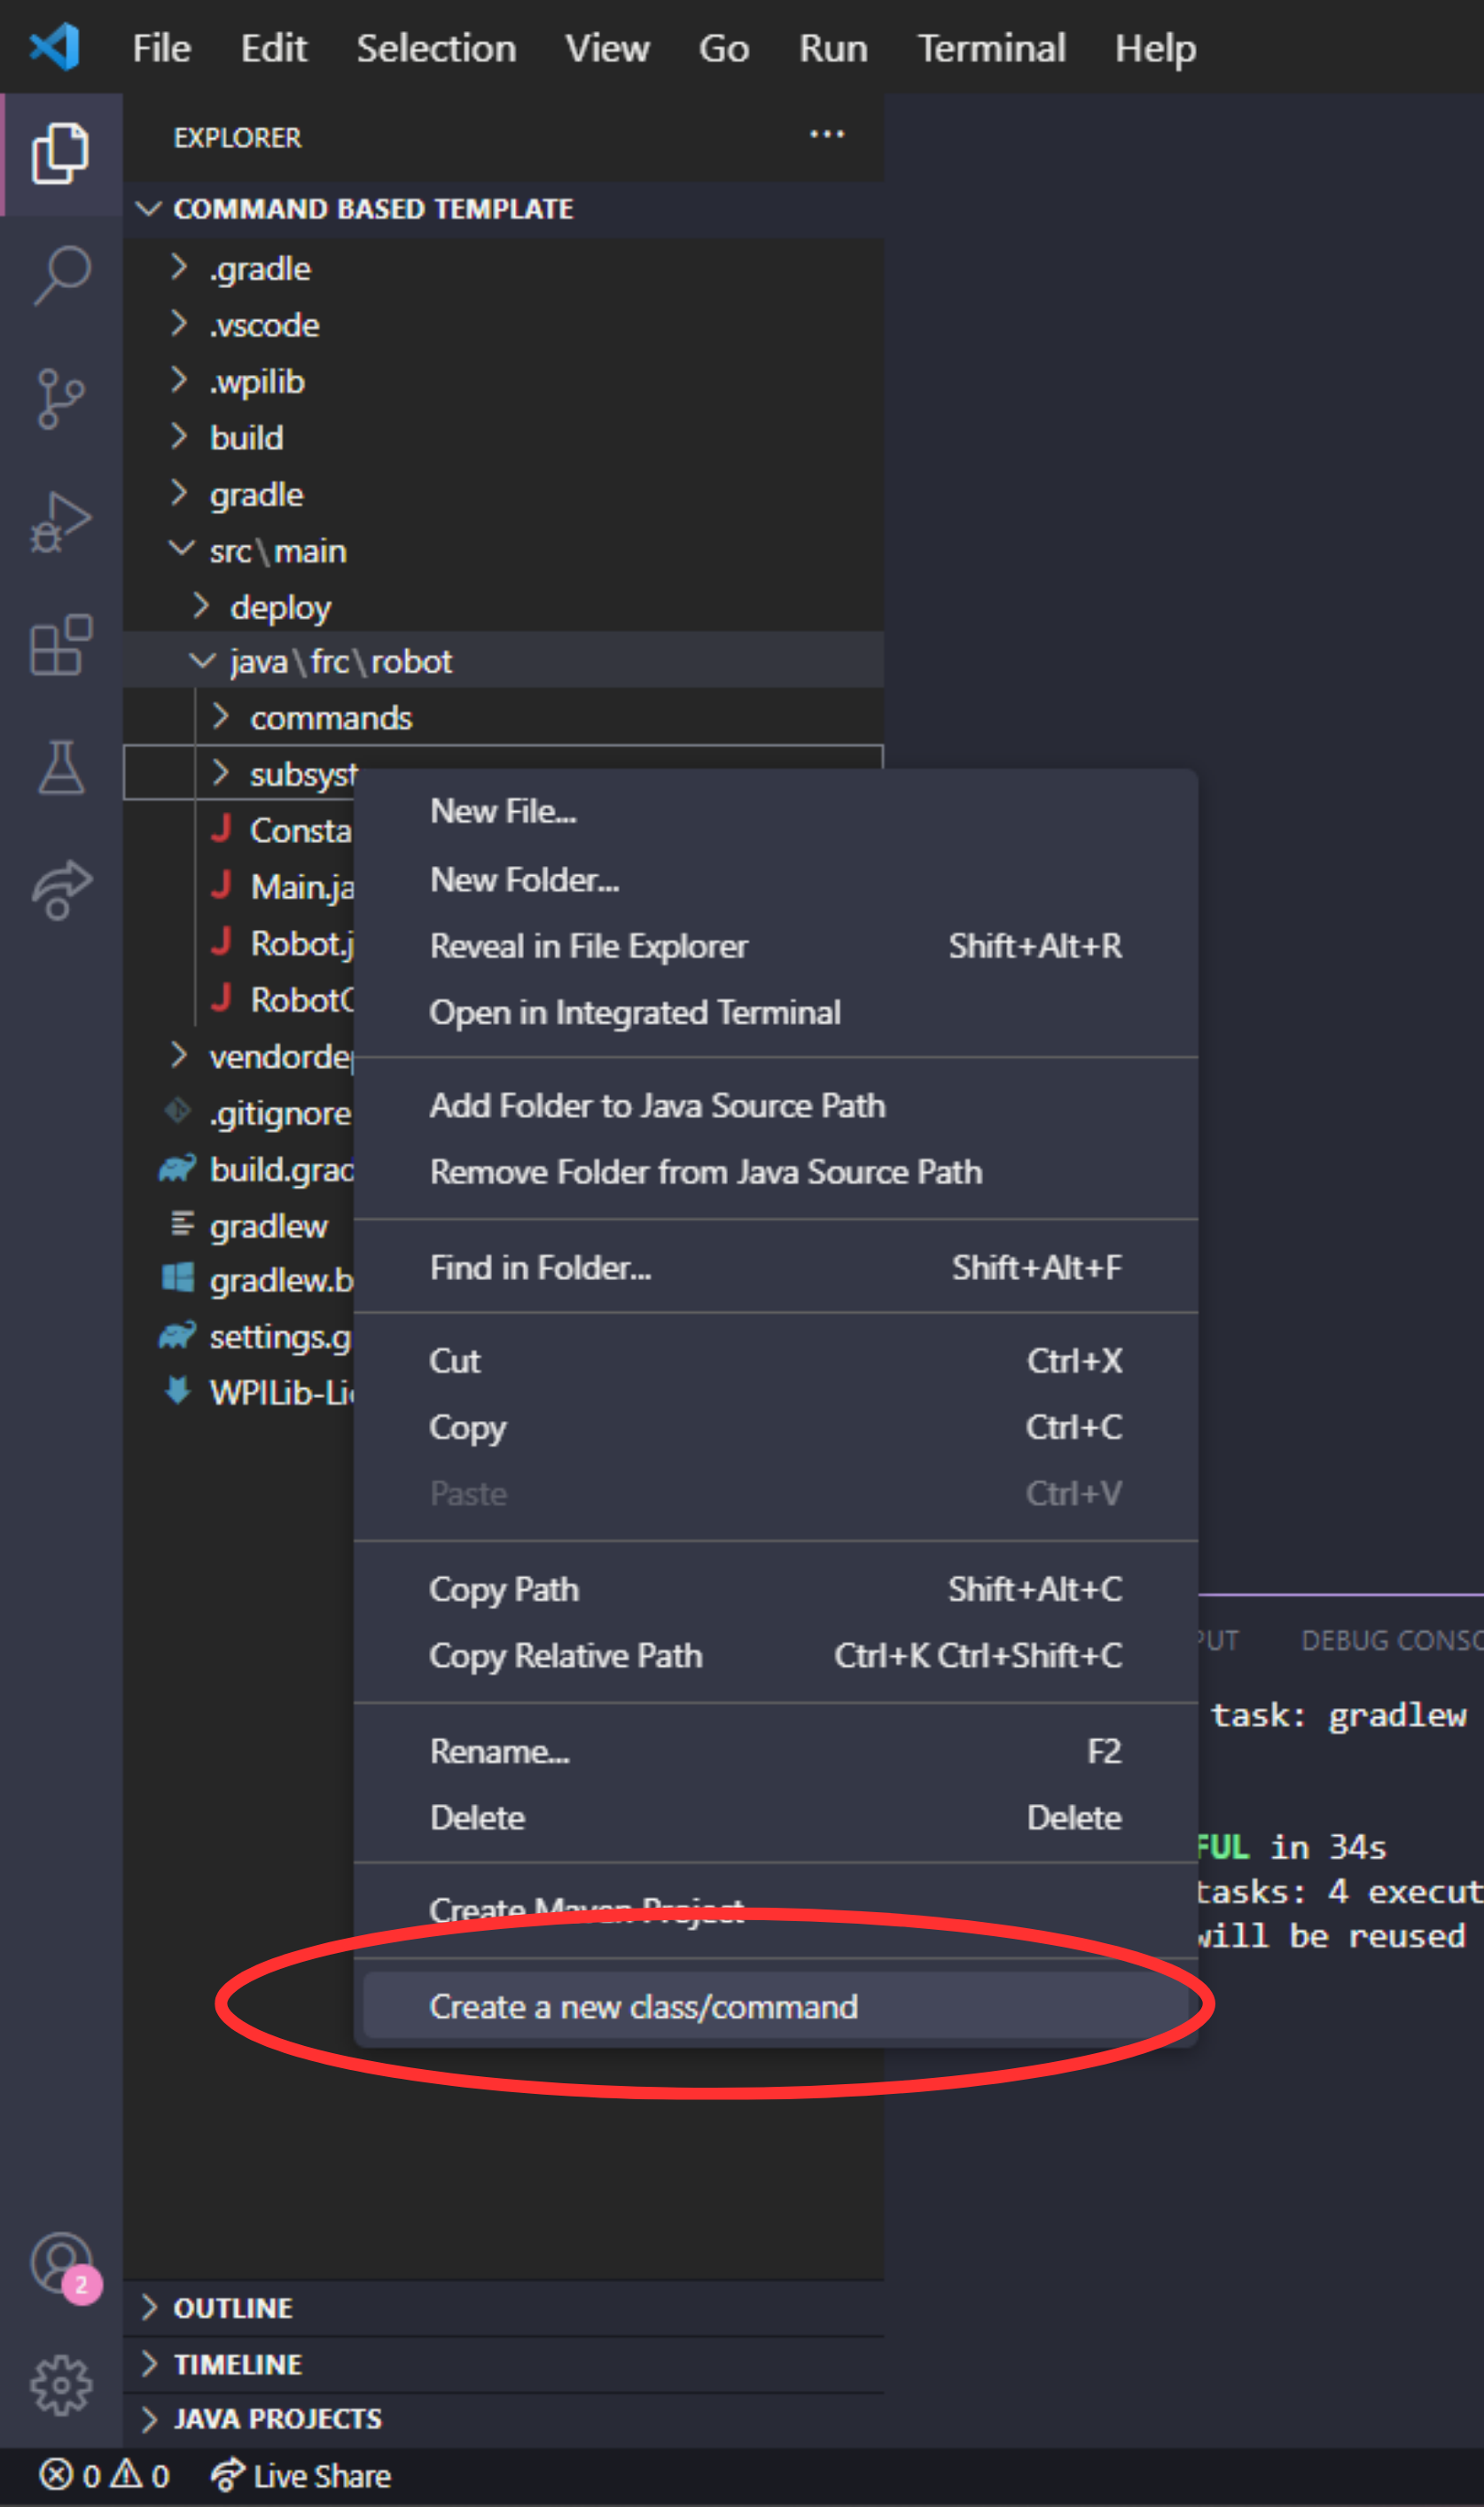 File Edit Selection View Go Run Terminal Help
EXPLORER ...
COMMAND BASED TEMPLATE
.gradle
.vscode
.wpilib
build
gradle
src\main
deploy
java\frc\robot
commands
subsyst
Consta
Main.ja
Robot.j
RobotC
vendordep
.gitignore
build.grad
gradlew
gradlew.b
settings.g
WPILib-Lic
New File...
New Folder...
Reveal in File Explorer Shift+Alt+R
Open in Integrated Terminal
Add Folder to Java Source Path
Remove Folder from Java Source Path
Find in Folder... Shift+Alt+F
Cut Ctrl+X
Copy Ctrl+C
Paste Ctrl+V
Copy Path Shift+Alt+C
Copy Relative Path Ctrl+K Ctrl+Shift+C
Rename... F2
Delete Delete
Create Maven Project
Create a new class/command
PUT DEBUG CONSO
task: gradlew
FUL in 34s
tasks: 4 execut
will be reused
2
OUTLINE
TIMELINE
JAVA PROJECTS
0 0 Live Share